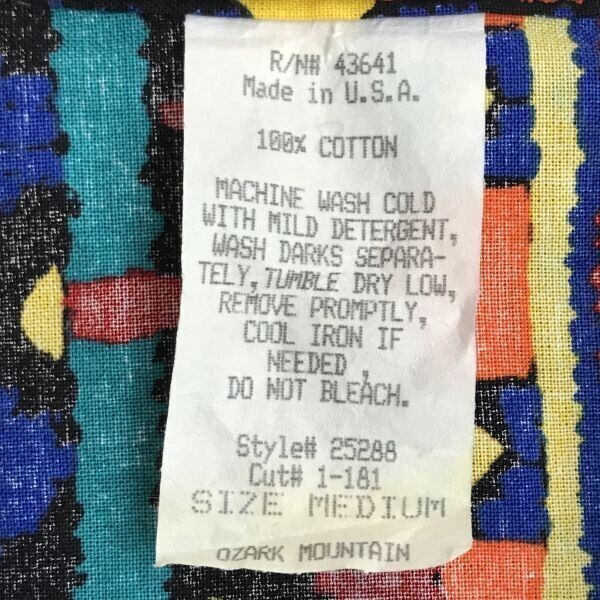 R/N# 43641
Made in U.S.A.
100% COTTON
MACHINE WASH COLD
WITH MILD DETERGENT,
WASH DARKS SEPARA-
TELY, TUMBLE DRY LOW,
REMOVE PROMPTLY,
COOL IRON IF
NEEDED ,
DO NOT BLEACH.
Style# 25288
Cut# 1-181
SIZE MEDIUM
OZARK MOUNTAIN